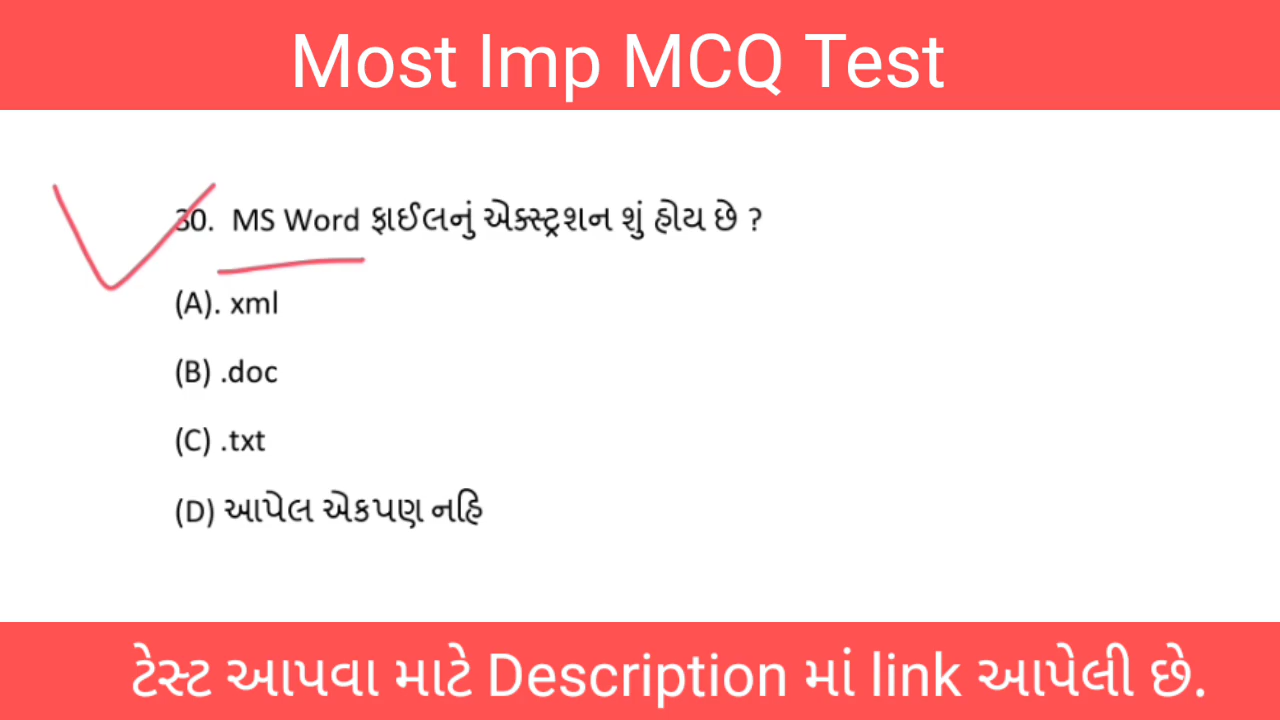 Most Imp MCQ Test
30. MS Word ફાઈલનું એક્સ્ટ્રશન શું હોય છે ?
(A). xml
(B) .doc
(C) .txt
(D) આપેલ એકપણ નહિ
ટેસ્ટ આપવા માટે Description માં link આપેલી છે.